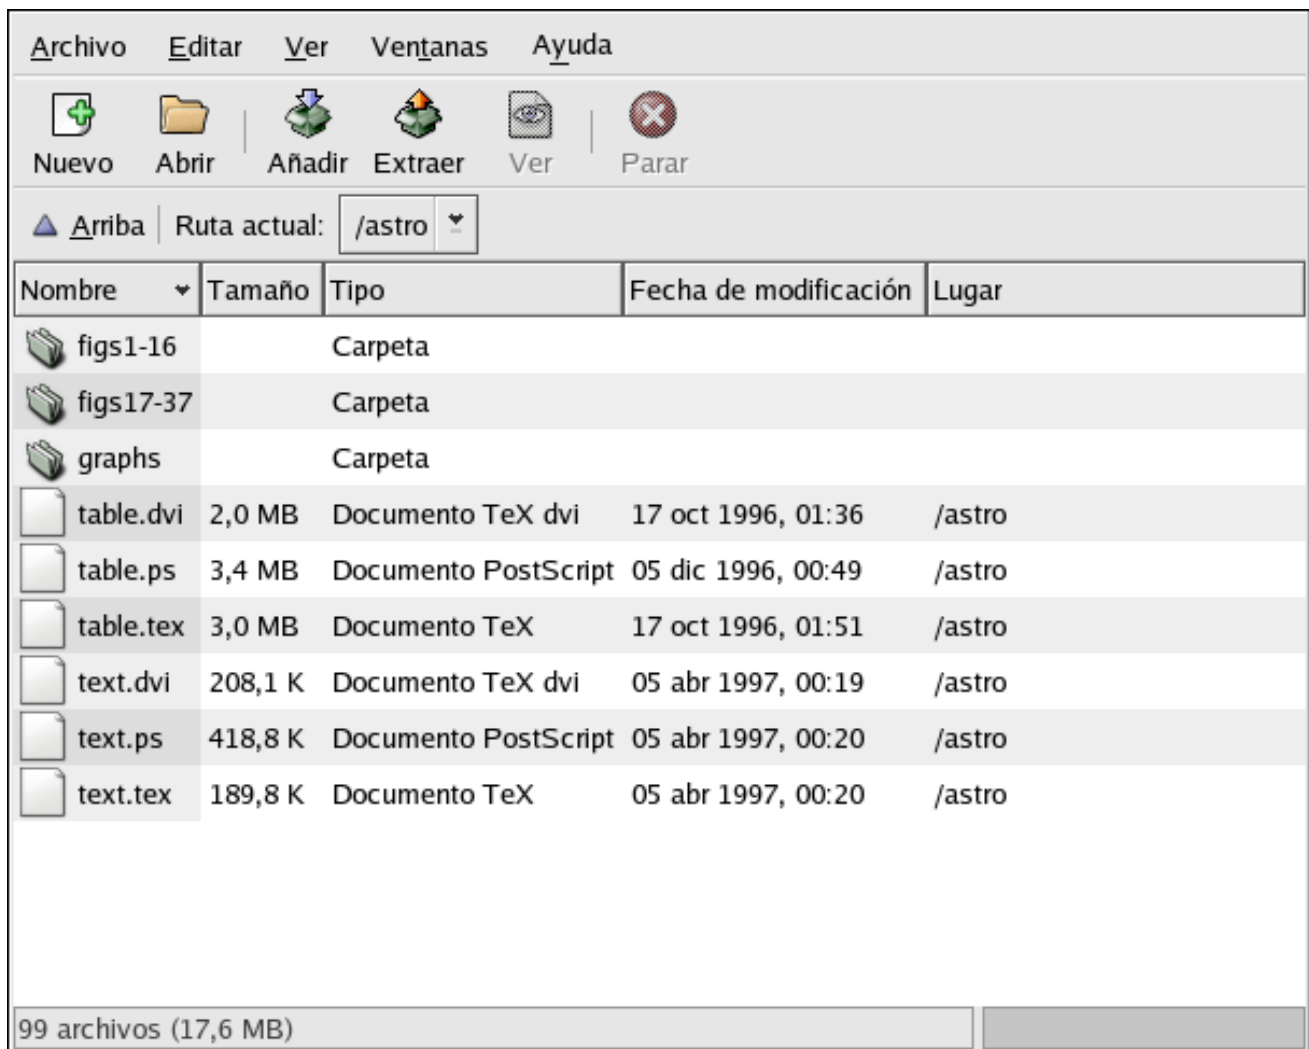 Archivo Editar Ver Ventanas Ayuda
Nuevo Abrir Añadir Extraer Ver Parar
Arriba Ruta actual: /astro
Nombre Tamaño Tipo Fecha de modificación Lugar
figs1-16 Carpeta
figs17-37 Carpeta
graphs Carpeta
table.dvi 2,0 MB Documento TeX dvi 17 oct 1996, 01:36 /astro
table.ps 3,4 MB Documento PostScript 05 dic 1996, 00:49 /astro
table.tex 3,0 MB Documento TeX 17 oct 1996, 01:51 /astro
text.dvi 208,1 K Documento TeX dvi 05 abr 1997, 00:19 /astro
text.ps 418,8 K Documento PostScript 05 abr 1997, 00:20 /astro
text.tex 189,8 K Documento TeX 05 abr 1997, 00:20 /astro
99 archivos (17,6 MB)